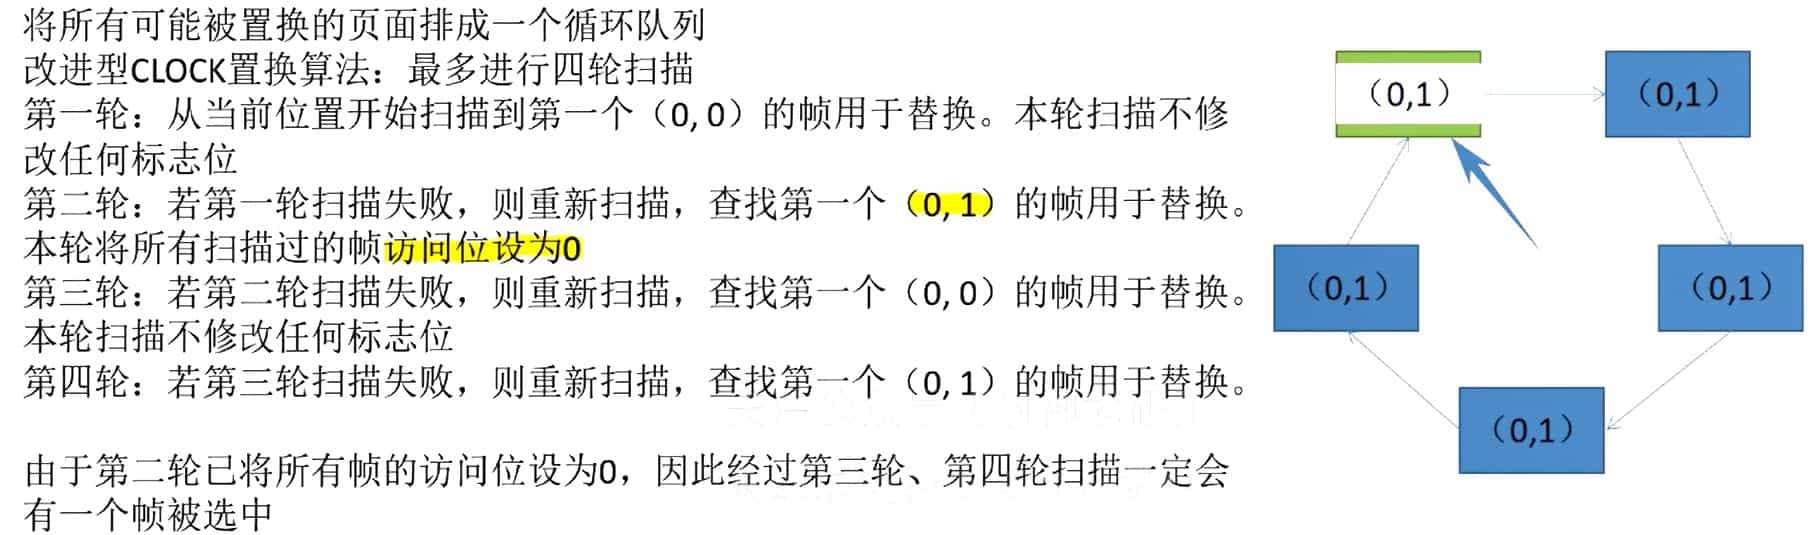 将所有可能被置换的页面排成一个循环队列
改进型CLOCK置换算法：最多进行四轮扫描
第一轮：从当前位置开始扫描到第一个（0, 0）的帧用于替换。本轮扫描不修
改任何标志位
第二轮：若第一轮扫描失败，则重新扫描，查找第一个（0, 1）的帧用于替换。
本轮将所有扫描过的帧访问位设为0
第三轮：若第二轮扫描失败，则重新扫描，查找第一个（0, 0）的帧用于替换。
本轮扫描不修改任何标志位
第四轮：若第三轮扫描失败，则重新扫描，查找第一个（0, 1）的帧用于替换。
由于第二轮已将所有帧的访问位设为0，因此经过第三轮、第四轮扫描一定会
有一个帧被选中
（0,1）
（0,1）
（0,1）
（0,1）
（0,1）